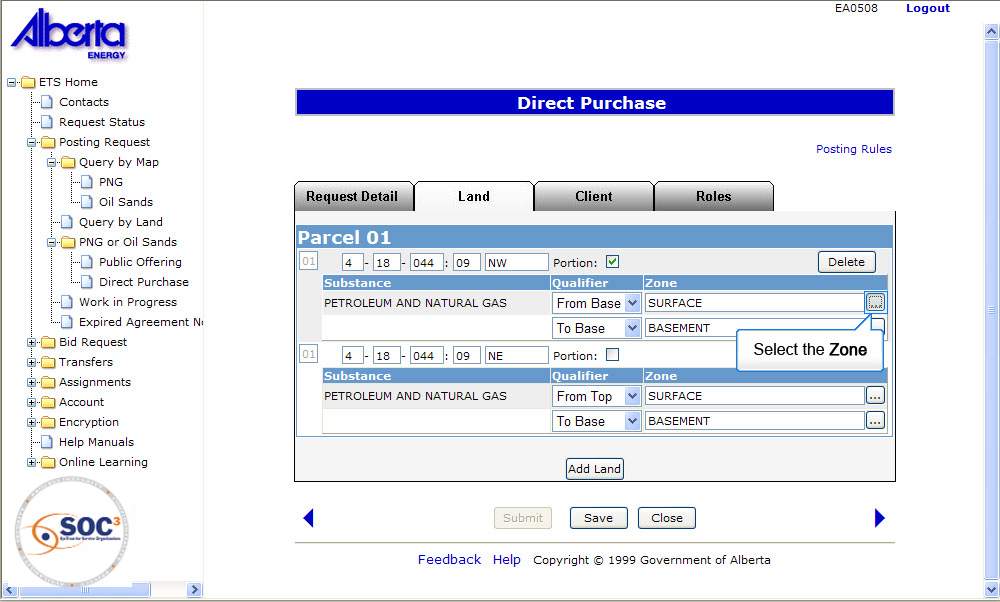 EA0508 Logout
Alberta
ENERGY
ETS Home
Contacts
Request Status
Posting Request
Query by Map
PNG
Oil Sands
Query by Land
PNG or Oil Sands
Public Offering
Direct Purchase
Work in Progress
Expired Agreement No
Bid Request
Transfers
Assignments
Account
Encryption
Help Manuals
Online Learning
SOC3
Direct Purchase
Posting Rules
Request Detail Land Client Roles
Parcel 01
01 4 - 18 - 044 : 09 NW Portion: Delete
Substance Qualifier Zone
PETROLEUM AND NATURAL GAS From Base SURFACE ...
To Base BASEMENT
Select the Zone
01 4 - 18 - 044 : 09 NE Portion:
Substance Qualifier Zone
PETROLEUM AND NATURAL GAS From Top SURFACE ...
To Base BASEMENT ...
Add Land
Submit Save Close
Feedback Help Copyright © 1999 Government of Alberta